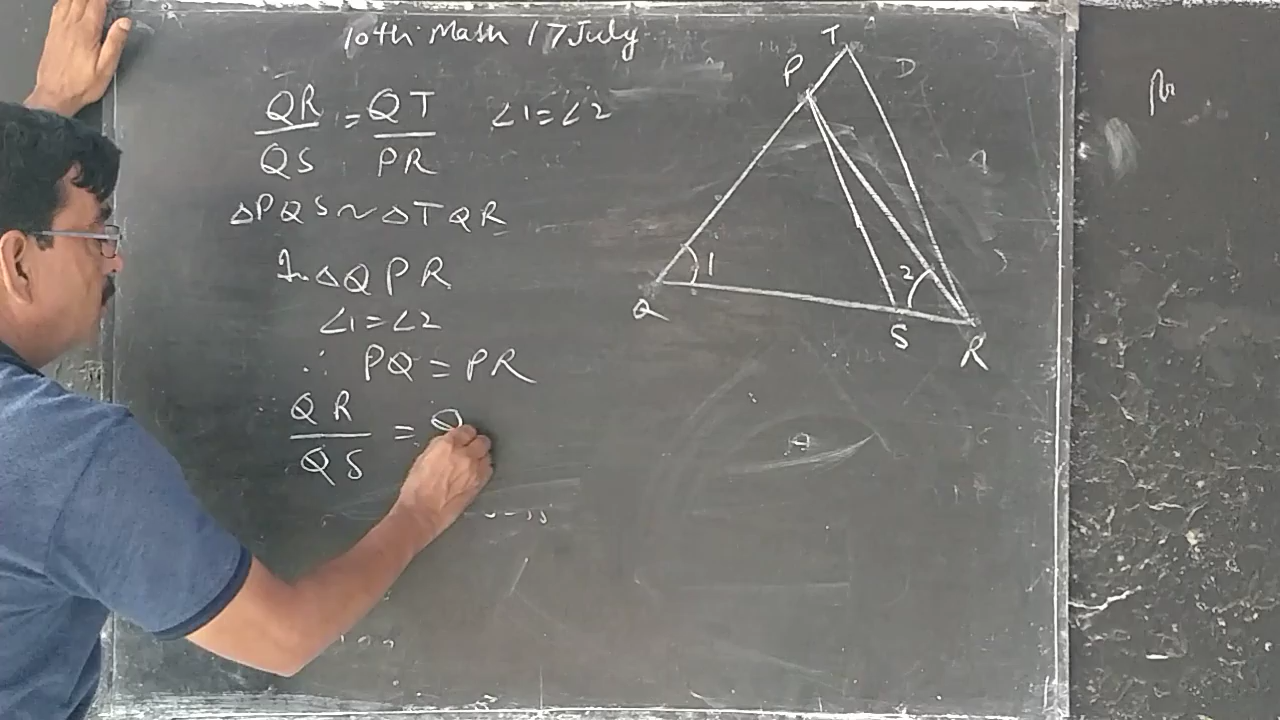 10th Math 17 July
QR/QS = QT/PR ∠1=∠2
△PQS ~ △TQR
In △QPR
∠1=∠2
∴ PQ = PR
QR/QS = Q
T
P
D
1
2
Q
S
R